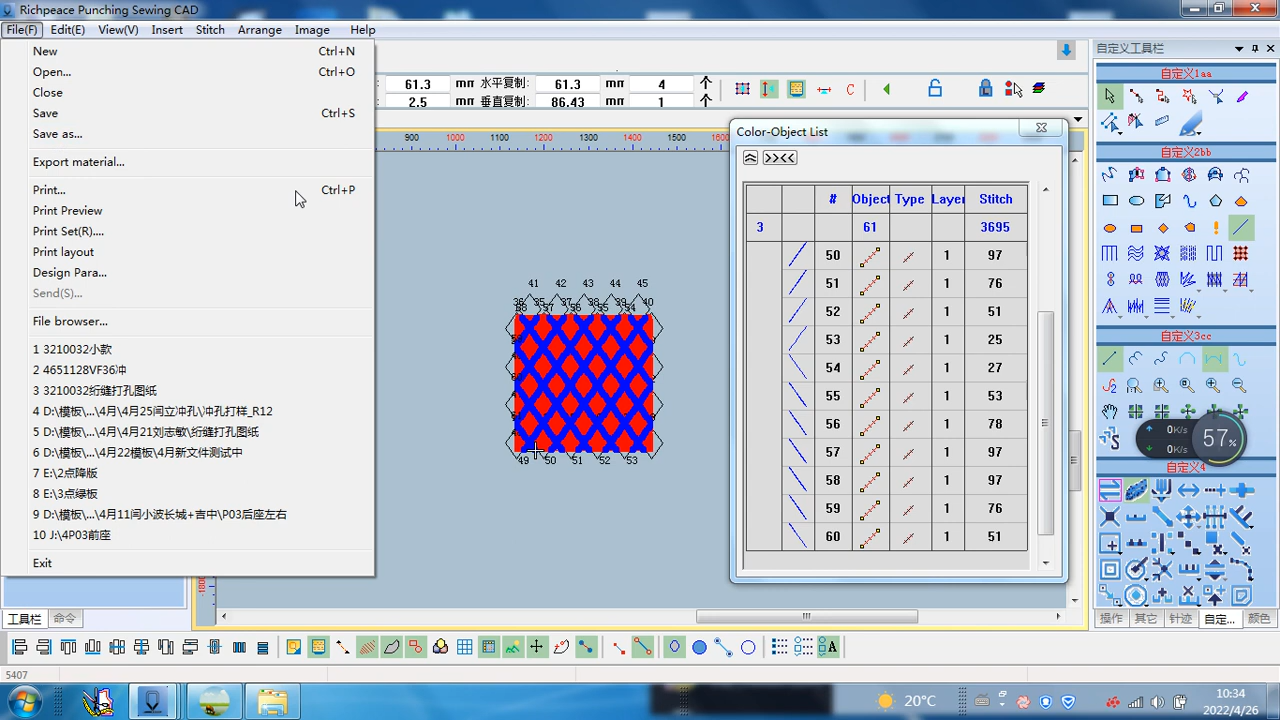 Richpeace Punching Sewing CAD
File(F) Edit(E) View(V) Insert Stitch Arrange Image Help
New Ctrl+N
Open... Ctrl+O
Close
Save Ctrl+S
Save as...
Export material...
Print... Ctrl+P
Print Preview
Print Set(R)....
Print layout
Design Para...
Send(S)...
File browser...
1 3210032小款
2 4651128VF36冲
3 3210032绗缝打孔图纸
4 D:\模板\...\4月\4月25间立冲孔\冲孔打样_R12
5 D:\模板\...\4月\4月21刘志敏\绗缝打孔图纸
6 D:\模板\...\4月22模板\4月新文件测试中
7 E:\2点降版
8 E:\3点绿板
9 D:\模板\...\4月11间小波长城+吉中\P03后座左右
10 J:\4P03前座
Exit
工具栏 命令
5407
61.3 mm 水平复制: 61.3 mm 4
2.5 mm 垂直复制: 86.43 mm 1
900 1000 1100 1200 1300 1400 1500
41 42 43 44 45
49 50 51 52 53
Color-Object List
# Object Type Layer Stitch
3 61 3695
50 1 97
51 1 76
52 1 51
53 1 25
54 1 27
55 1 53
56 1 78
57 1 97
58 1 97
59 1 76
60 1 51
自定义工具栏
自定义1aa
自定义2bb
自定义3cc
0K/s
0K/s
57%
自定义4
操作 其它 针迹 自定... 颜色
20°C
10:34
2022/4/26